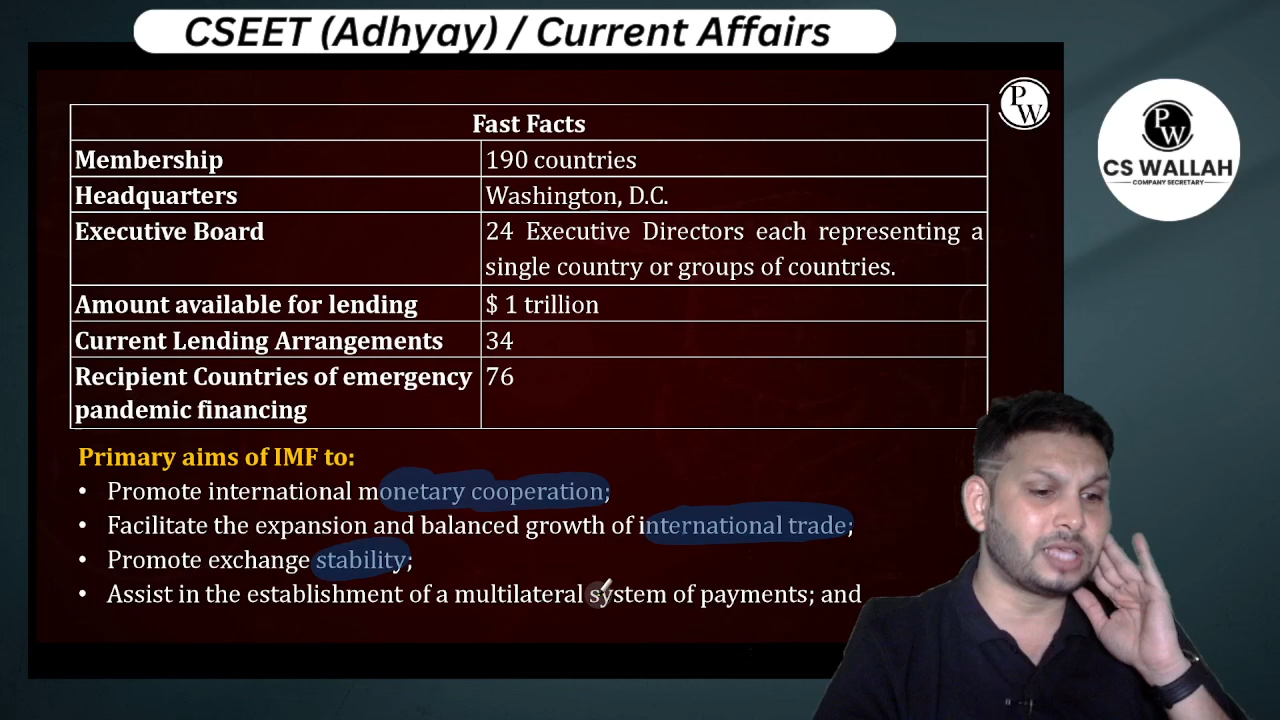 CSEET (Adhyay) / Current Affairs
PW
PW
CS WALLAH
COMPANY SECRETARY
Fast Facts
Membership 190 countries
Headquarters Washington, D.C.
Executive Board 24 Executive Directors each representing a
single country or groups of countries.
Amount available for lending $ 1 trillion
Current Lending Arrangements 34
Recipient Countries of emergency 76
pandemic financing
Primary aims of IMF to:
• Promote international monetary cooperation;
• Facilitate the expansion and balanced growth of international trade;
• Promote exchange stability;
• Assist in the establishment of a multilateral system of payments; and